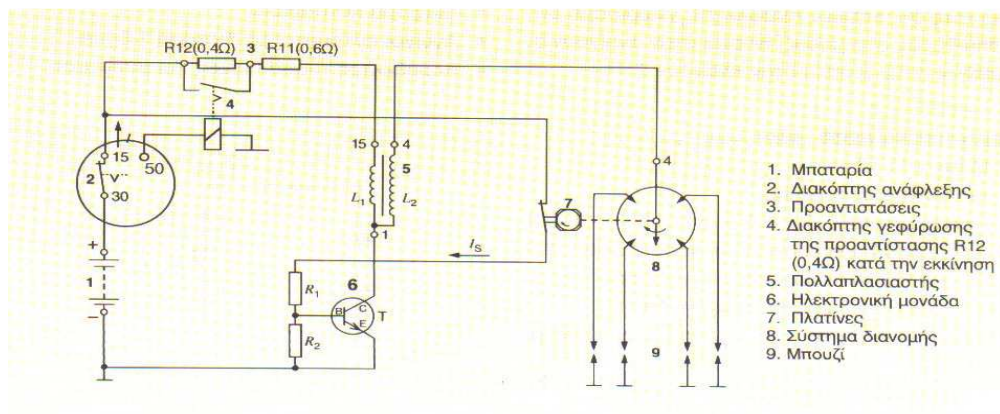 R12(0,4Ω) 3 R11(0,6Ω)
4
15 50
2
30
15 4
5
L1 L2
1
4
7
8
+
1
−
IS
R1
6
B C E T
R2
9
1. Μπαταρία
2. Διακόπτης ανάφλεξης
3. Προαντιστάσεις
4. Διακόπτης γεφύρωσης
της προαντίστασης R12
(0,4Ω) κατά την εκκίνηση
5. Πολλαπλασιαστής
6. Ηλεκτρονική μονάδα
7. Πλατίνες
8. Σύστημα διανομής
9. Μπουζί